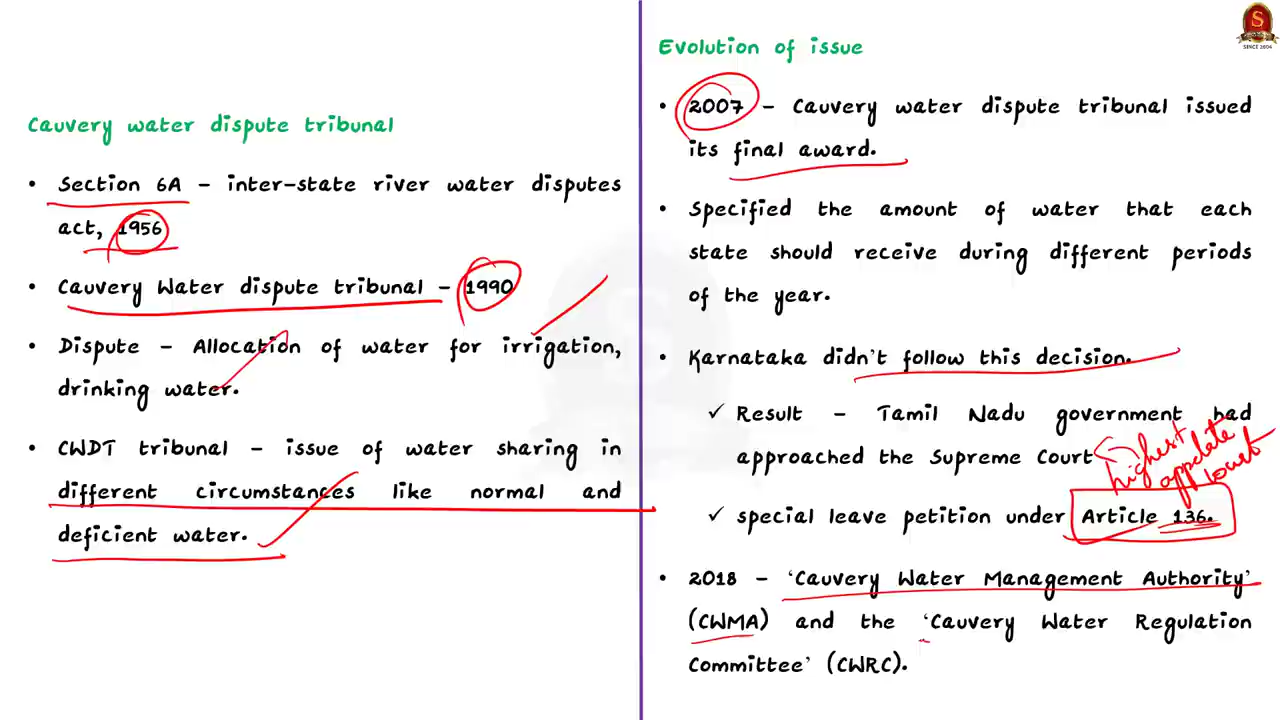 Cauvery water dispute tribunal
• Section 6A – inter-state river water disputes
act, 1956
• Cauvery Water dispute tribunal – 1990
• Dispute – Allocation of water for irrigation,
drinking water.
• CWDT tribunal – issue of water sharing in
different circumstances like normal and
deficient water.
Evolution of issue
• 2007 – Cauvery water dispute tribunal issued
its final award.
• Specified the amount of water that each
state should receive during different periods
of the year.
• Karnataka didn't follow this decision.
✓ Result – Tamil Nadu government had
approached the Supreme Court
highest
appelate
court
✓ special leave petition under Article 136.
• 2018 – ‘Cauvery Water Management Authority’
(CWMA) and the ‘Cauvery Water Regulation
Committee’ (CWRC).
S
SINCE 2004